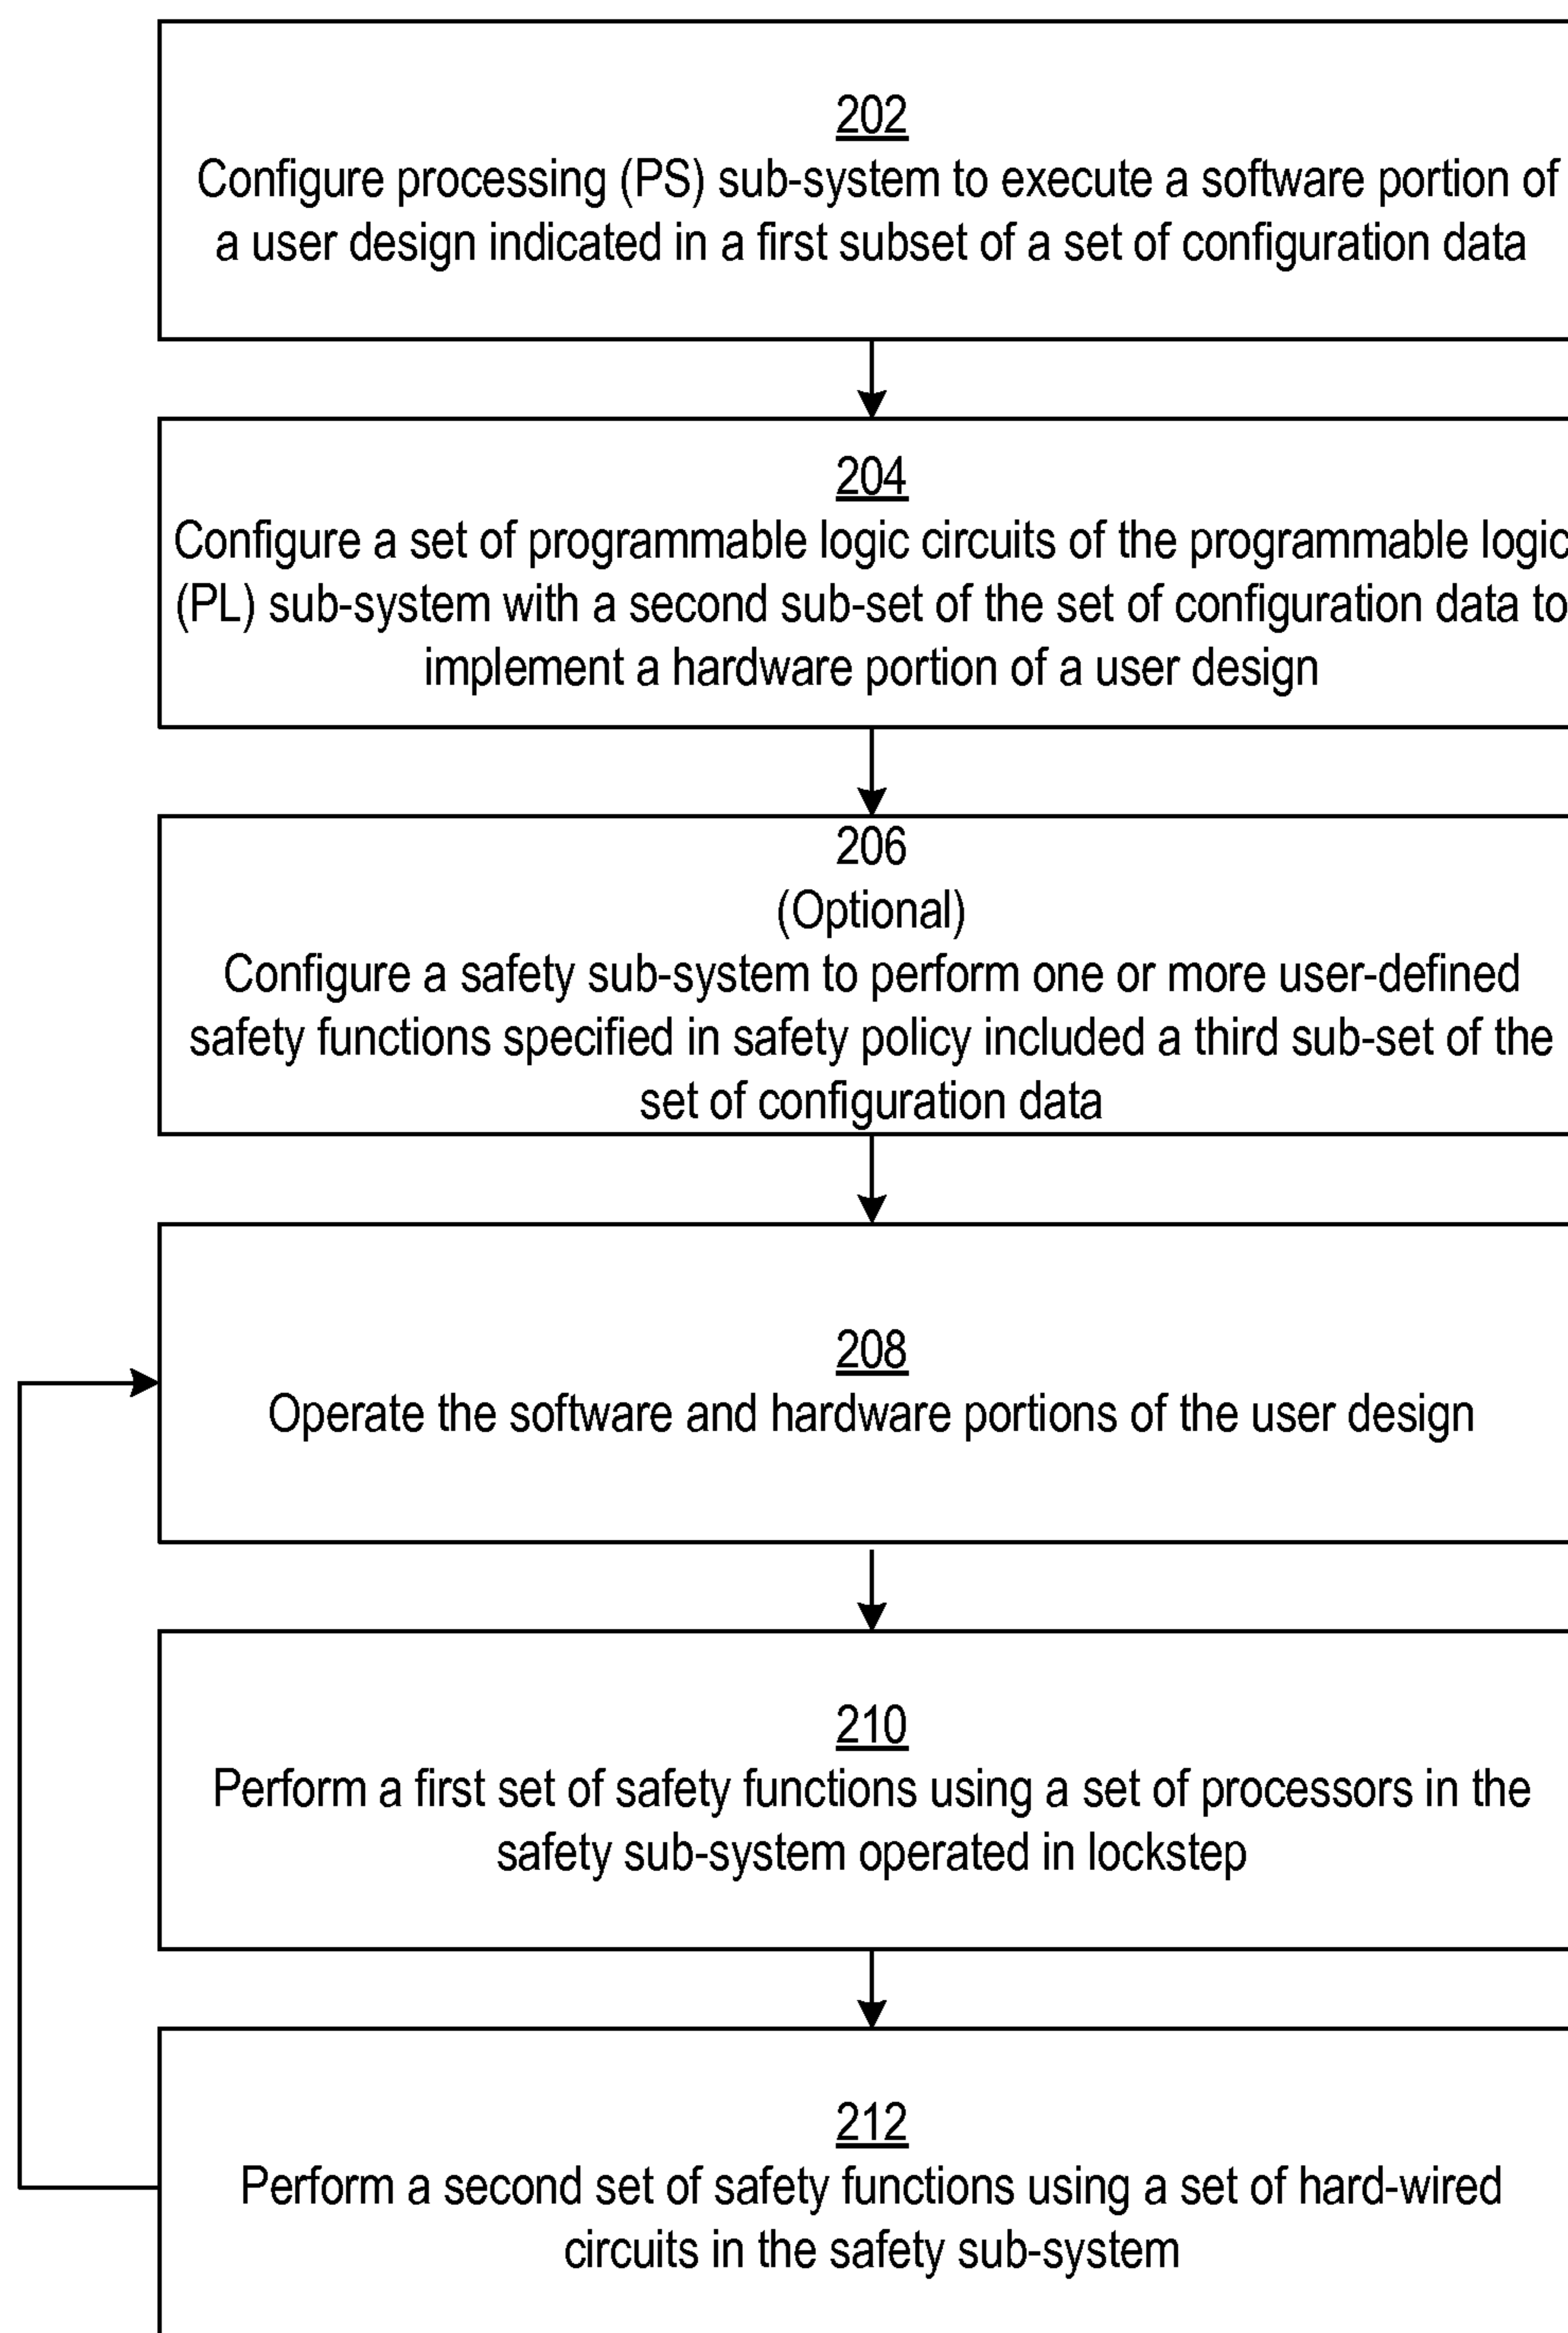 202
Configure processing (PS) sub-system to execute a software portion of
a user design indicated in a first subset of a set of configuration data
204
Configure a set of programmable logic circuits of the programmable logic
(PL) sub-system with a second sub-set of the set of configuration data to
implement a hardware portion of a user design
206
(Optional)
Configure a safety sub-system to perform one or more user-defined
safety functions specified in safety policy included a third sub-set of the
set of configuration data
208
Operate the software and hardware portions of the user design
210
Perform a first set of safety functions using a set of processors in the
safety sub-system operated in lockstep
212
Perform a second set of safety functions using a set of hard-wired
circuits in the safety sub-system